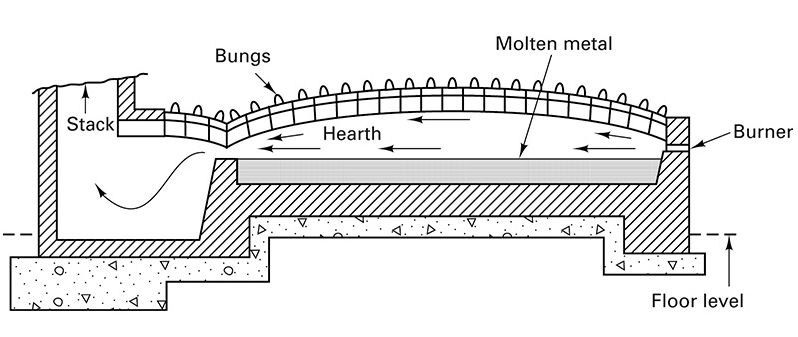 Molten metal
Bungs
Stack
Hearth
Burner
Floor level